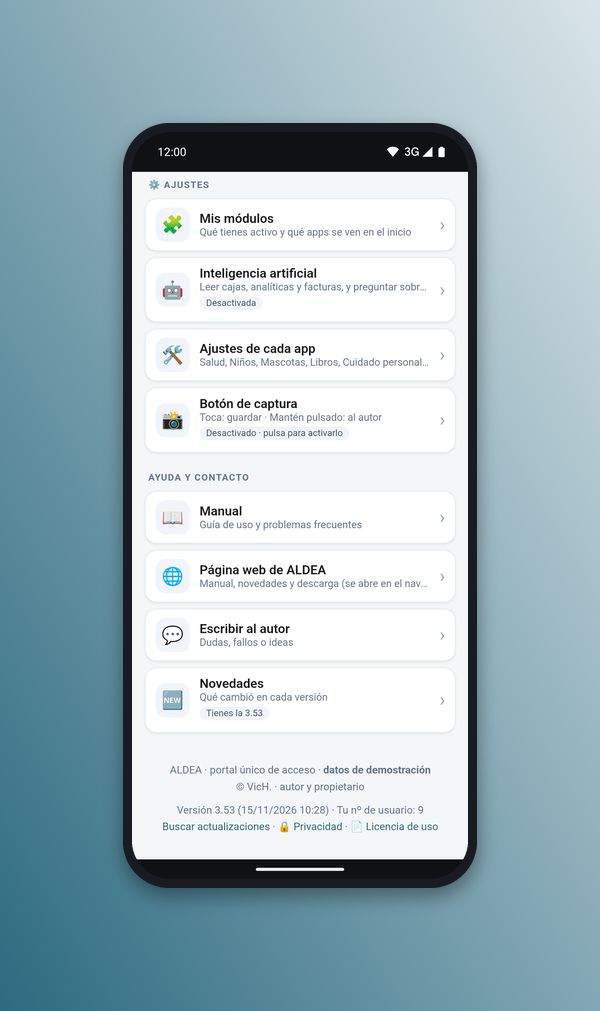 12:00
3G
⚙️ AJUSTES
Mis módulos
Qué tienes activo y qué apps se ven en el inicio
Inteligencia artificial
Leer cajas, analíticas y facturas, y preguntar sobr…
Desactivada
Ajustes de cada app
Salud, Niños, Mascotas, Libros, Cuidado personal…
Botón de captura
Toca: guardar · Mantén pulsado: al autor
Desactivado · pulsa para activarlo
AYUDA Y CONTACTO
Manual
Guía de uso y problemas frecuentes
Página web de ALDEA
Manual, novedades y descarga (se abre en el nav…
Escribir al autor
Dudas, fallos o ideas
NEW
Novedades
Qué cambió en cada versión
Tienes la 3.53
ALDEA · portal único de acceso · datos de demostración
© VicH. · autor y propietario
Versión 3.53 (15/11/2026 10:28) · Tu nº de usuario: 9
Buscar actualizaciones · 🔒 Privacidad · 📄 Licencia de uso